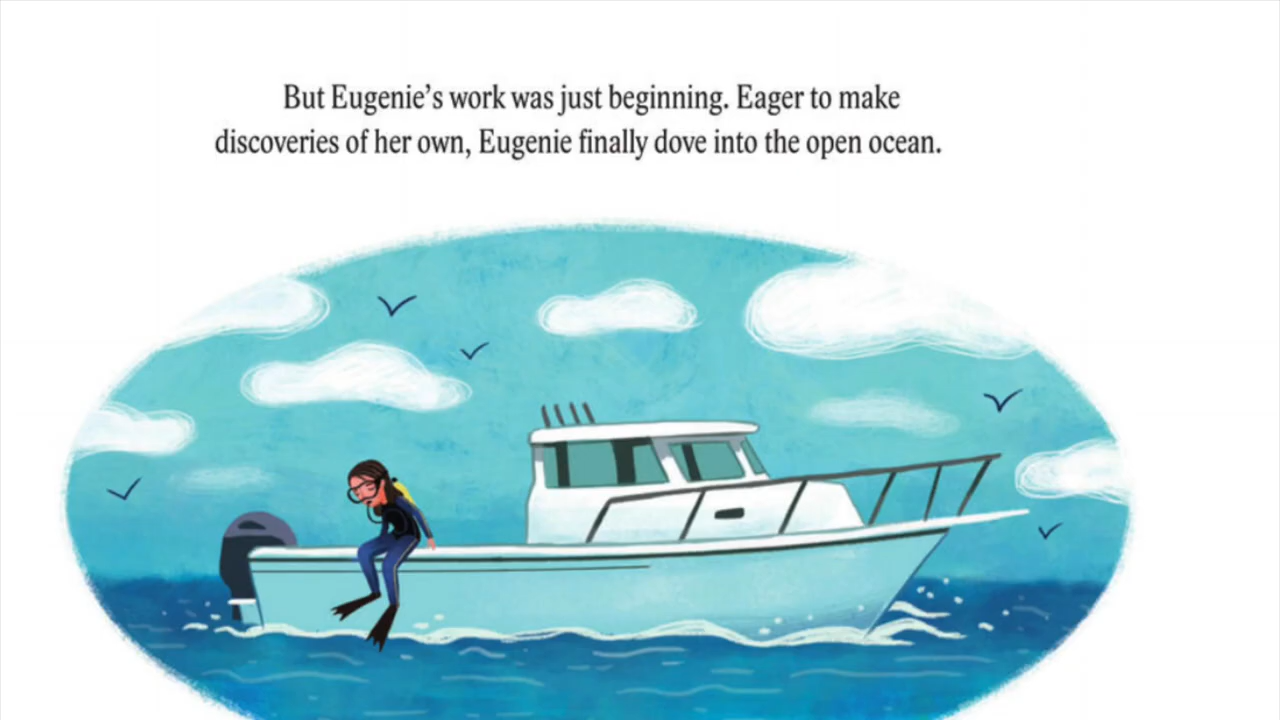 But Eugenie’s work was just beginning. Eager to make
discoveries of her own, Eugenie finally dove into the open ocean.